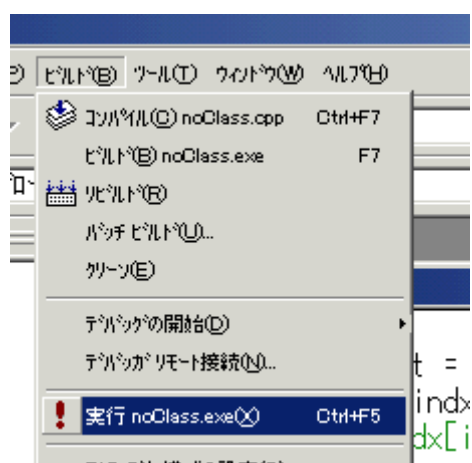 ﾋﾞﾙﾄﾞ(B) ﾂｰﾙ(T) ｳｨﾝﾄﾞｳ(W) ﾍﾙﾌﾟ(H)
ｺﾝﾊﾟｲﾙ(C) noClass.cpp Ctrl+F7
ﾋﾞﾙﾄﾞ(B) noClass.exe F7
ﾘﾋﾞﾙﾄﾞ(R)
ﾊﾞｯﾁ ﾋﾞﾙﾄﾞ(U)...
ｸﾘｰﾝ(E)
ﾃﾞﾊﾞｯｸﾞの開始(D)
ﾃﾞﾊﾞｯｶﾞ ﾘﾓｰﾄ接続(N)...
t =
実行 noClass.exe(X) Ctrl+F5
indx
dx[i